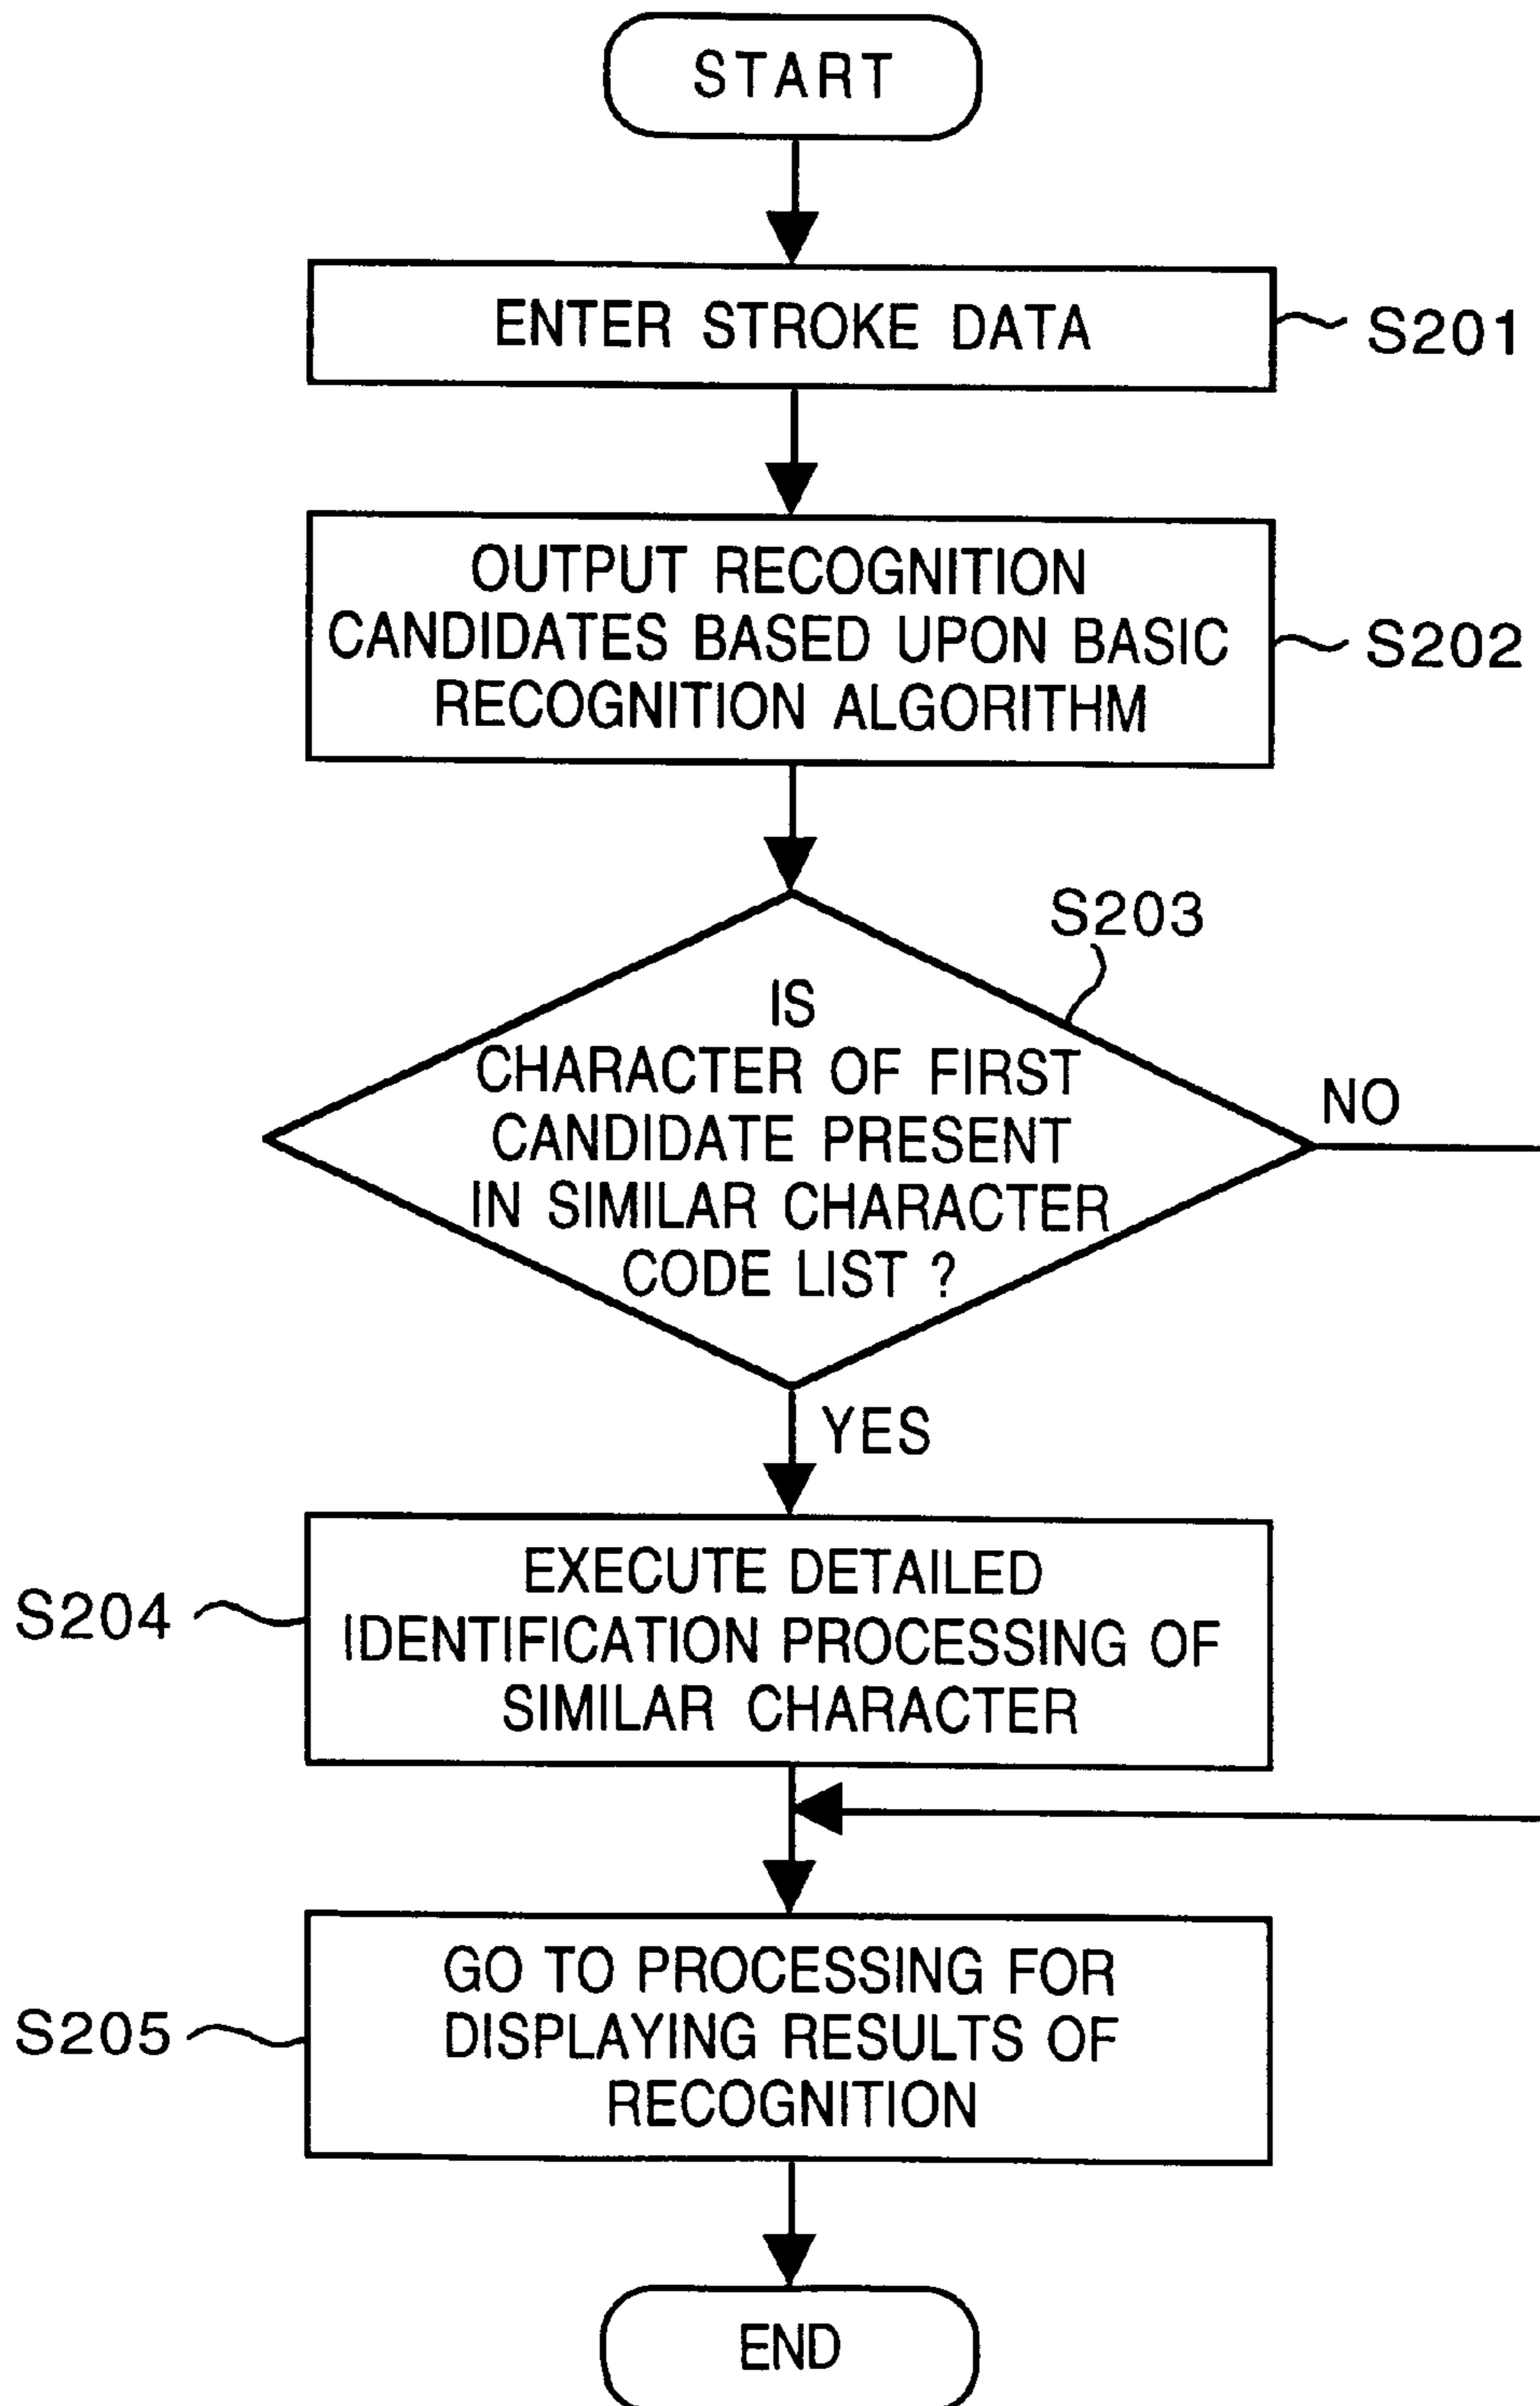 START
ENTER STROKE DATA
S201
OUTPUT RECOGNITION
CANDIDATES BASED UPON BASIC
RECOGNITION ALGORITHM
S202
S203
IS
CHARACTER OF FIRST
CANDIDATE PRESENT
IN SIMILAR CHARACTER
CODE LIST ?
NO
YES
S204
EXECUTE DETAILED
IDENTIFICATION PROCESSING OF
SIMILAR CHARACTER
S205
GO TO PROCESSING FOR
DISPLAYING RESULTS OF
RECOGNITION
END